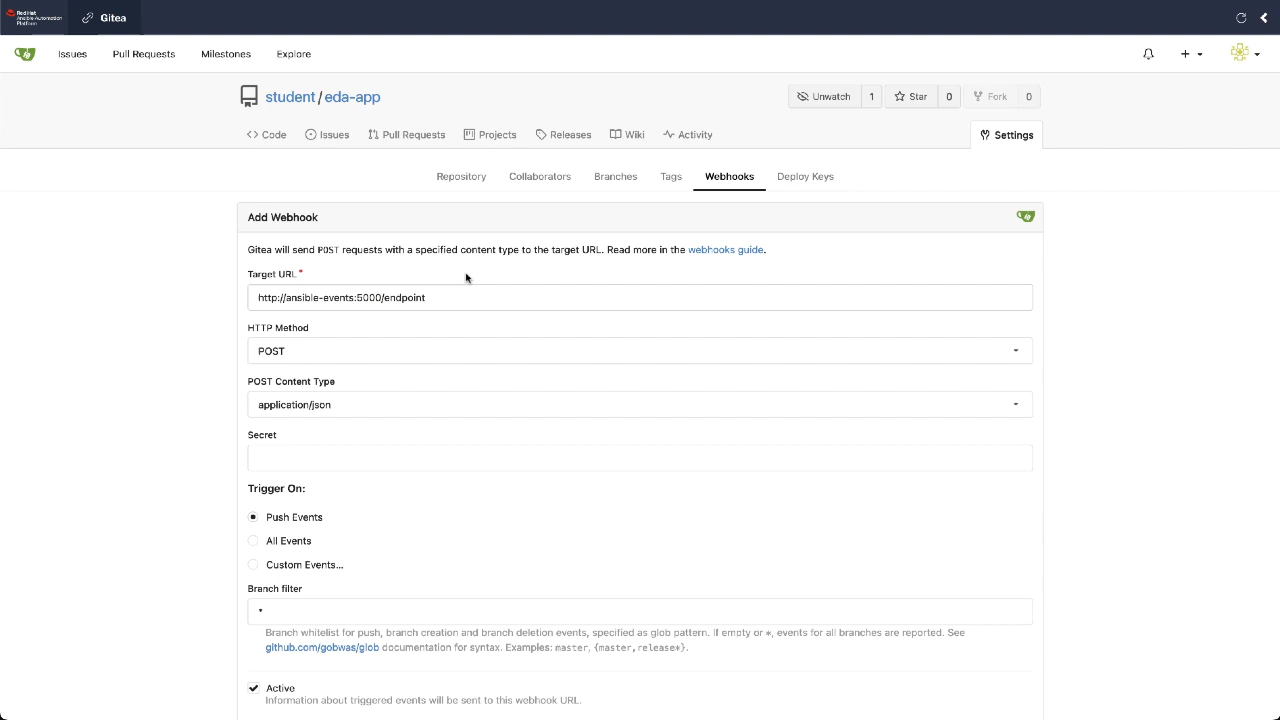 Red Hat
Ansible Automation
Platform
Gitea
Issues Pull Requests Milestones Explore
student/eda-app
Unwatch 1 Star 0 Fork 0
Code Issues Pull Requests Projects Releases Wiki Activity Settings
Repository Collaborators Branches Tags Webhooks Deploy Keys
Add Webhook
Gitea will send POST requests with a specified content type to the target URL. Read more in the webhooks guide.
Target URL *
http://ansible-events:5000/endpoint
HTTP Method
POST
POST Content Type
application/json
Secret
Trigger On:
Push Events
All Events
Custom Events...
Branch filter
*
Branch whitelist for push, branch creation and branch deletion events, specified as glob pattern. If empty or *, events for all branches are reported. See
github.com/gobwas/glob documentation for syntax. Examples: master, {master,release*}.
Active
Information about triggered events will be sent to this webhook URL.